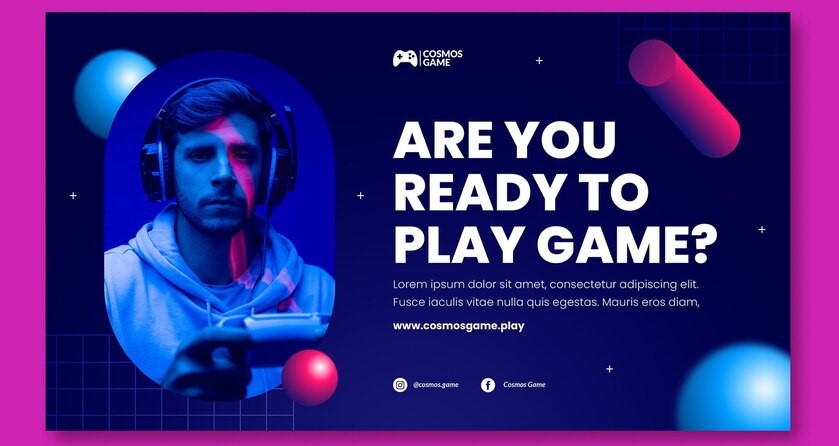 COSMOS
GAME
ARE YOU
READY TO
PLAY GAME?
Lorem ipsum dolor sit amet, consectetur adipiscing elit.
Fusce iaculis vitae nulla quis egestas. Mauris eros diam,
www.cosmosgame.play
@cosmos.game Cosmos Game